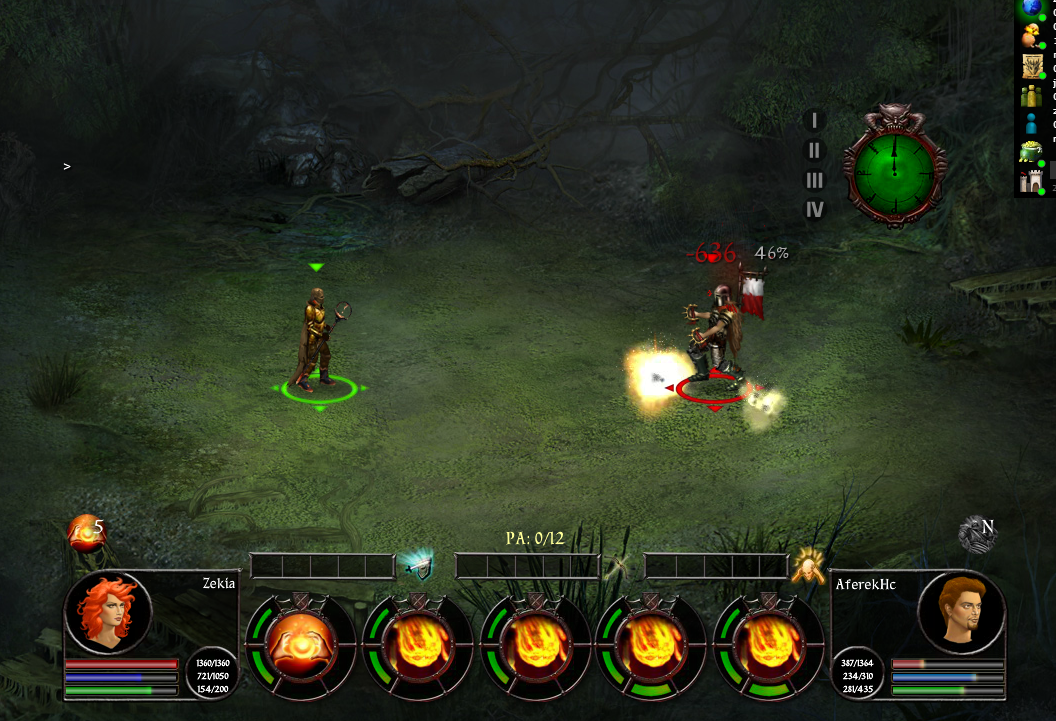 I
II
>
III
IV
-636 46%
5
PA: 0/12
N
Zekia
AferekHc
1360/1360
721/1050
154/200
387/1364
234/310
281/435